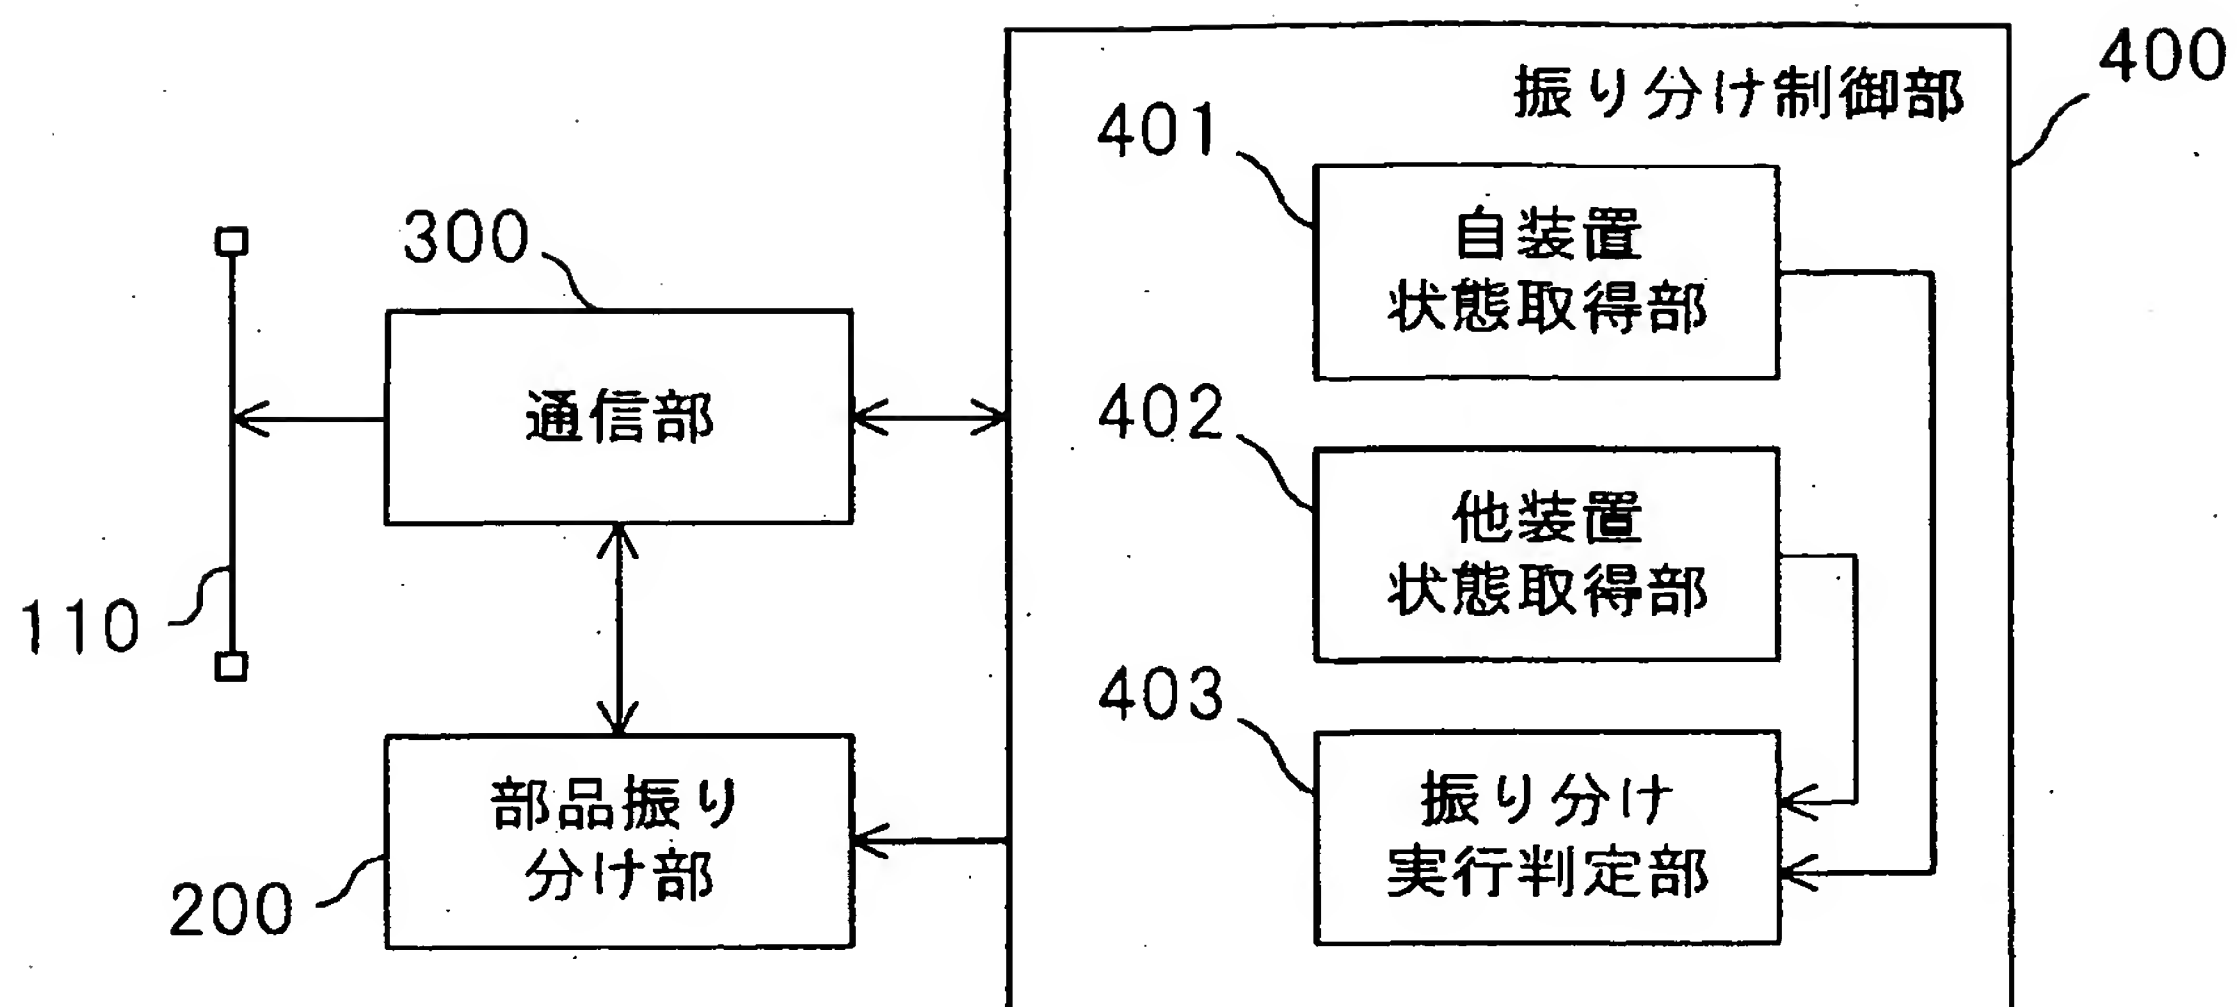 400
振り分け制御部
401
自装置
状態取得部
300
通信部
402
他装置
状態取得部
110
403
部品振り
分け部
200
振り分け
実行判定部